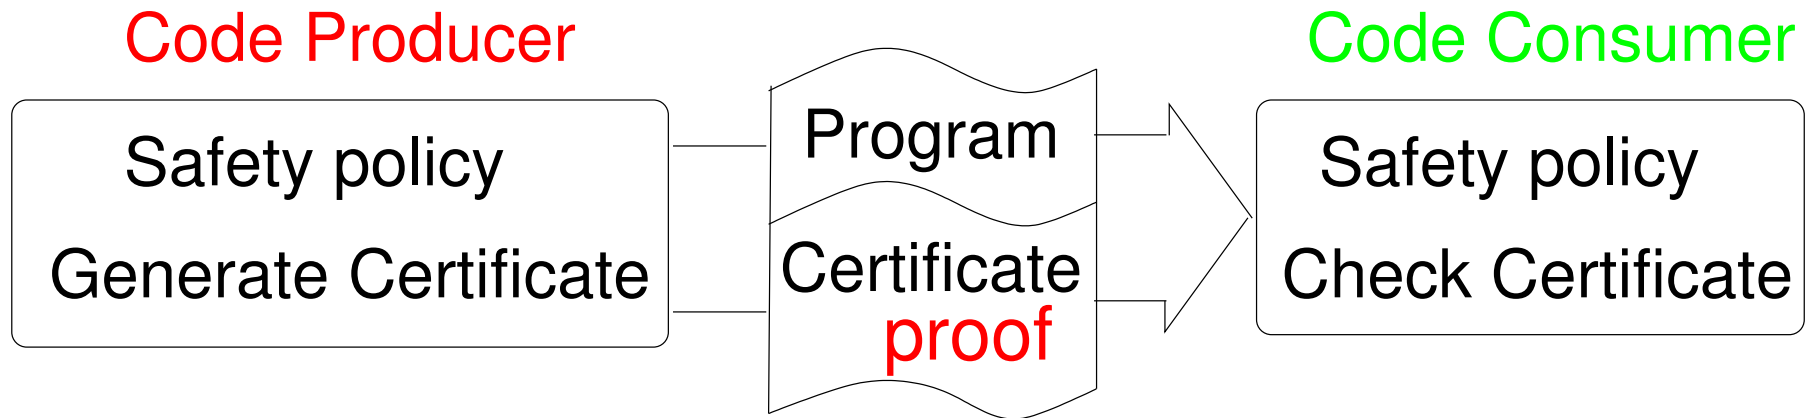 Code Producer
Safety policy
Generate Certificate
Program
Certificate
proof
Code Consumer
Safety policy
Check Certificate